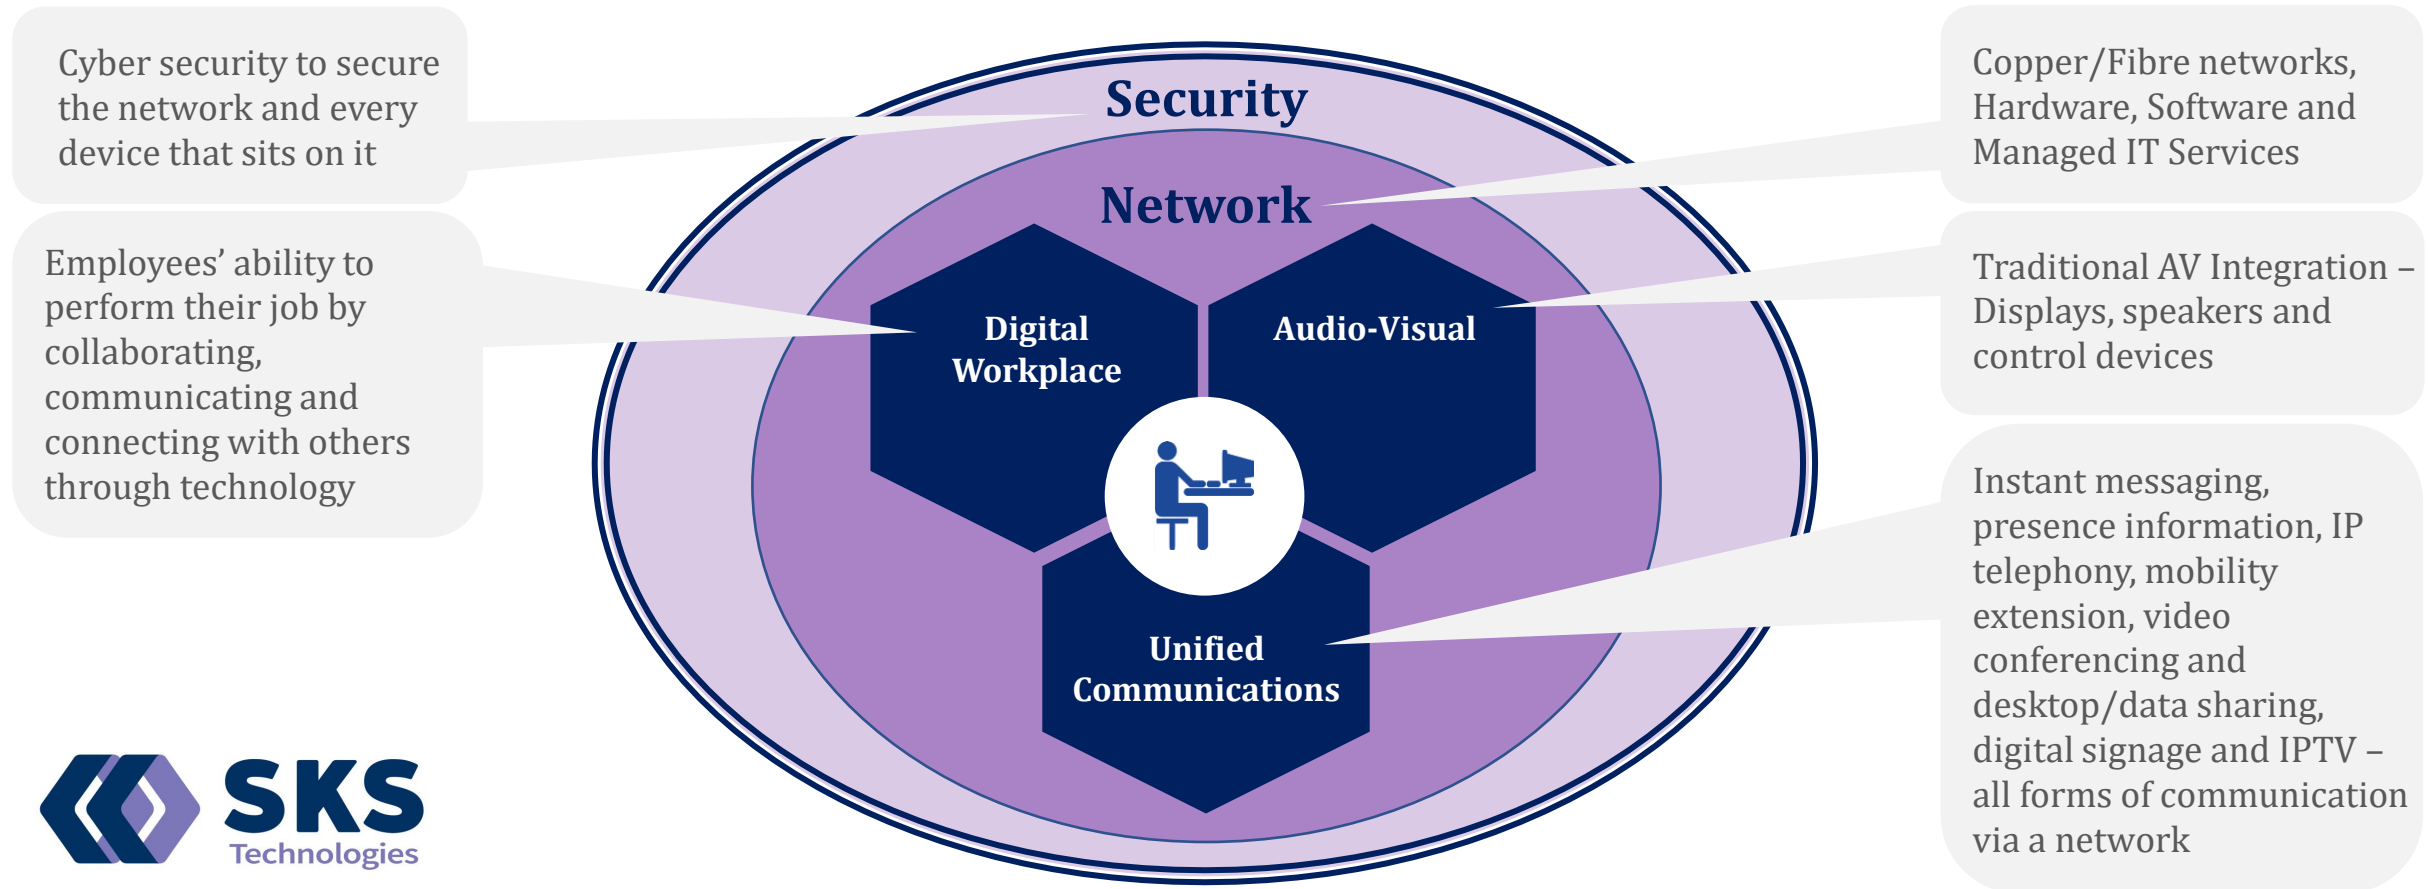 Cyber security to secure
the network and every
device that sits on it
Employees’ ability to
perform their job by
collaborating,
communicating and
connecting with others
through technology
Security
Network
Digital
Workplace
Audio-Visual
Unified
Communications
Copper/Fibre networks,
Hardware, Software and
Managed IT Services
Traditional AV Integration –
Displays, speakers and
control devices
Instant messaging,
presence information, IP
telephony, mobility
extension, video
conferencing and
desktop/data sharing,
digital signage and IPTV –
all forms of communication
via a network
SKS
Technologies